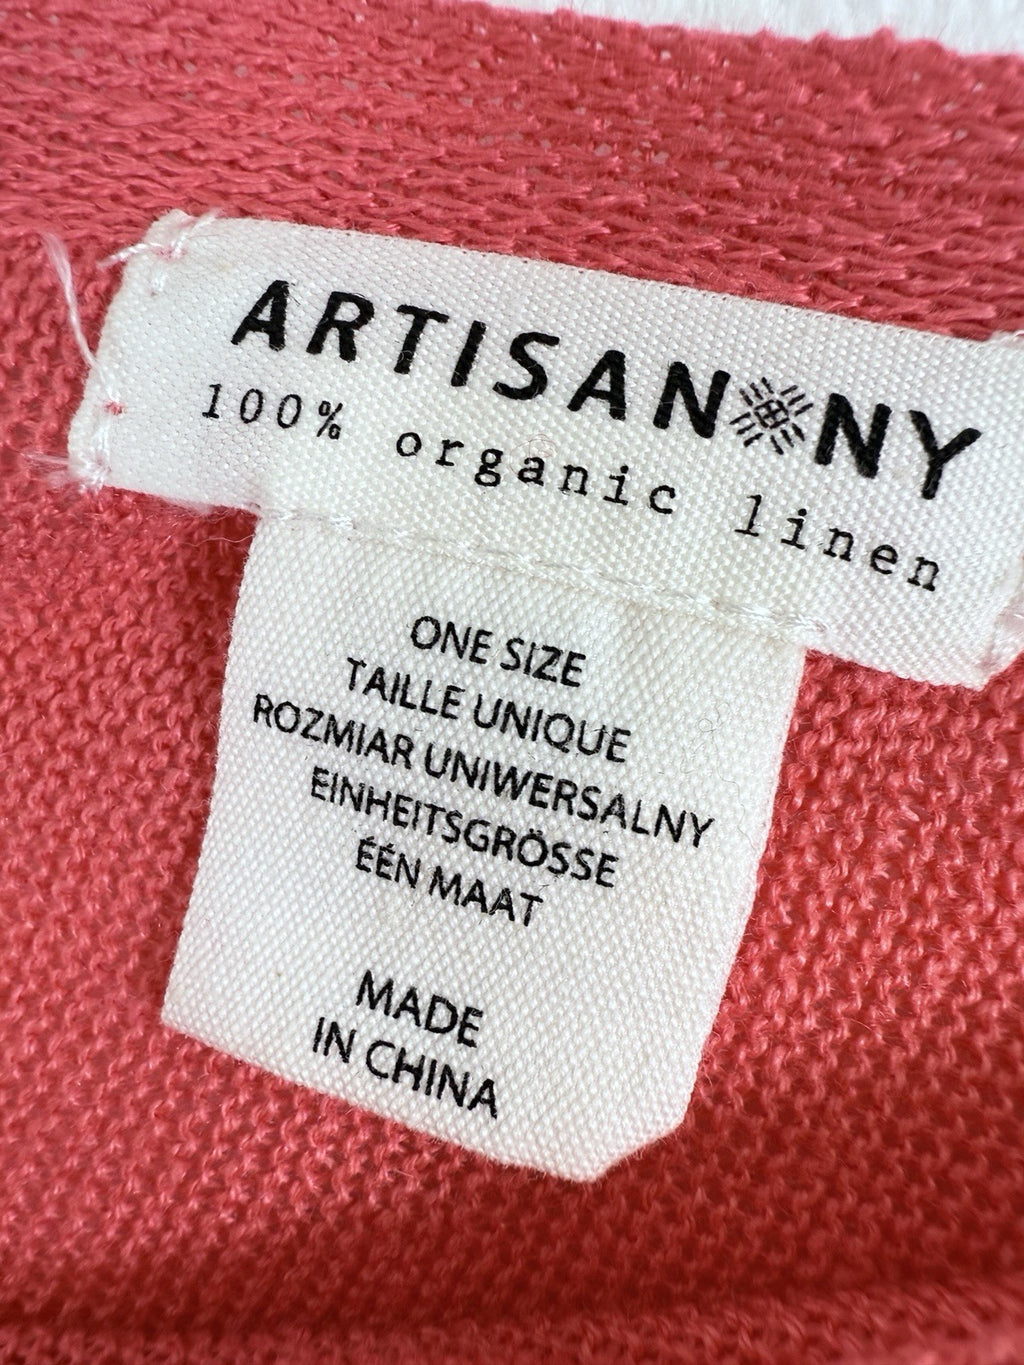 ARTISAN NY
100% organic linen
ONE SIZE
TAILLE UNIQUE
ROZMIAR UNIWERSALNY
EINHEITSGRÖSSE
ÉÉN MAAT
MADE
IN CHINA